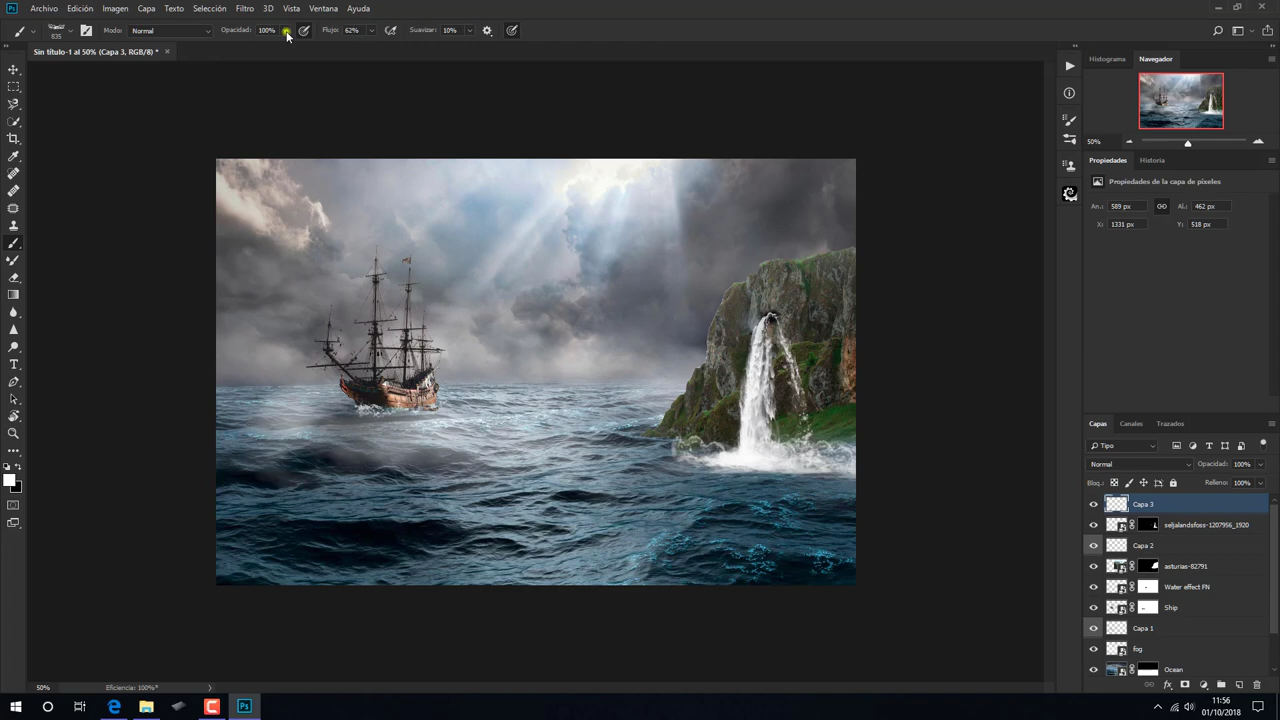 Ps Archivo Edición Imagen Capa Texto Selección Filtro 3D Vista Ventana Ayuda
835 Modo: Normal Opacidad: 100% Flujo: 62% Suavizar: 10%
Sin título-1 al 50% (Capa 3, RGB/8) * ×
Histograma Navegador
50%
Propiedades Historia
Propiedades de la capa de píxeles
An.: 589 px Al.: 462 px
X: 1331 px Y: 518 px
Capas Canales Trazados
Tipo
Normal Opacidad: 100%
Bloq.: Relleno: 100%
Capa 3
seljalandsfoss-1207956_1920
Capa 2
asturias-82791
Water effect FN
Ship
Capa 1
fog
Ocean
50% Eficiencia: 100%*
Ps
11:56
01/10/2018